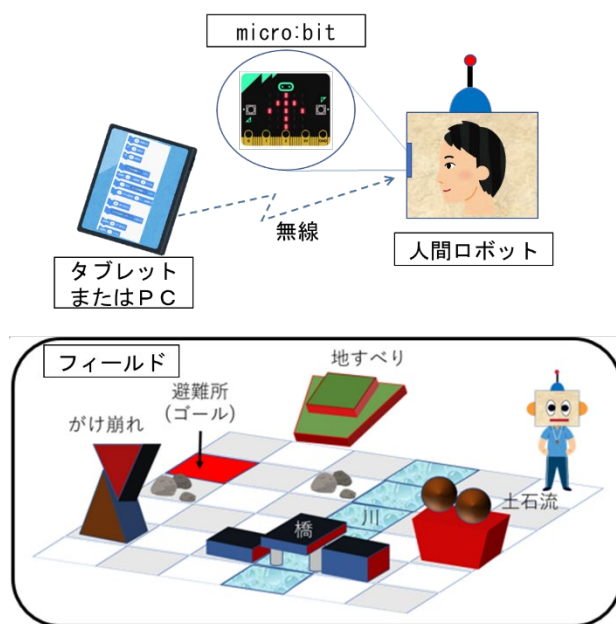 micro:bit
無線
タブレット
またはＰＣ
人間ロボット
フィールド
地すべり
避難所
(ゴール)
がけ崩れ
土石流
川
橋